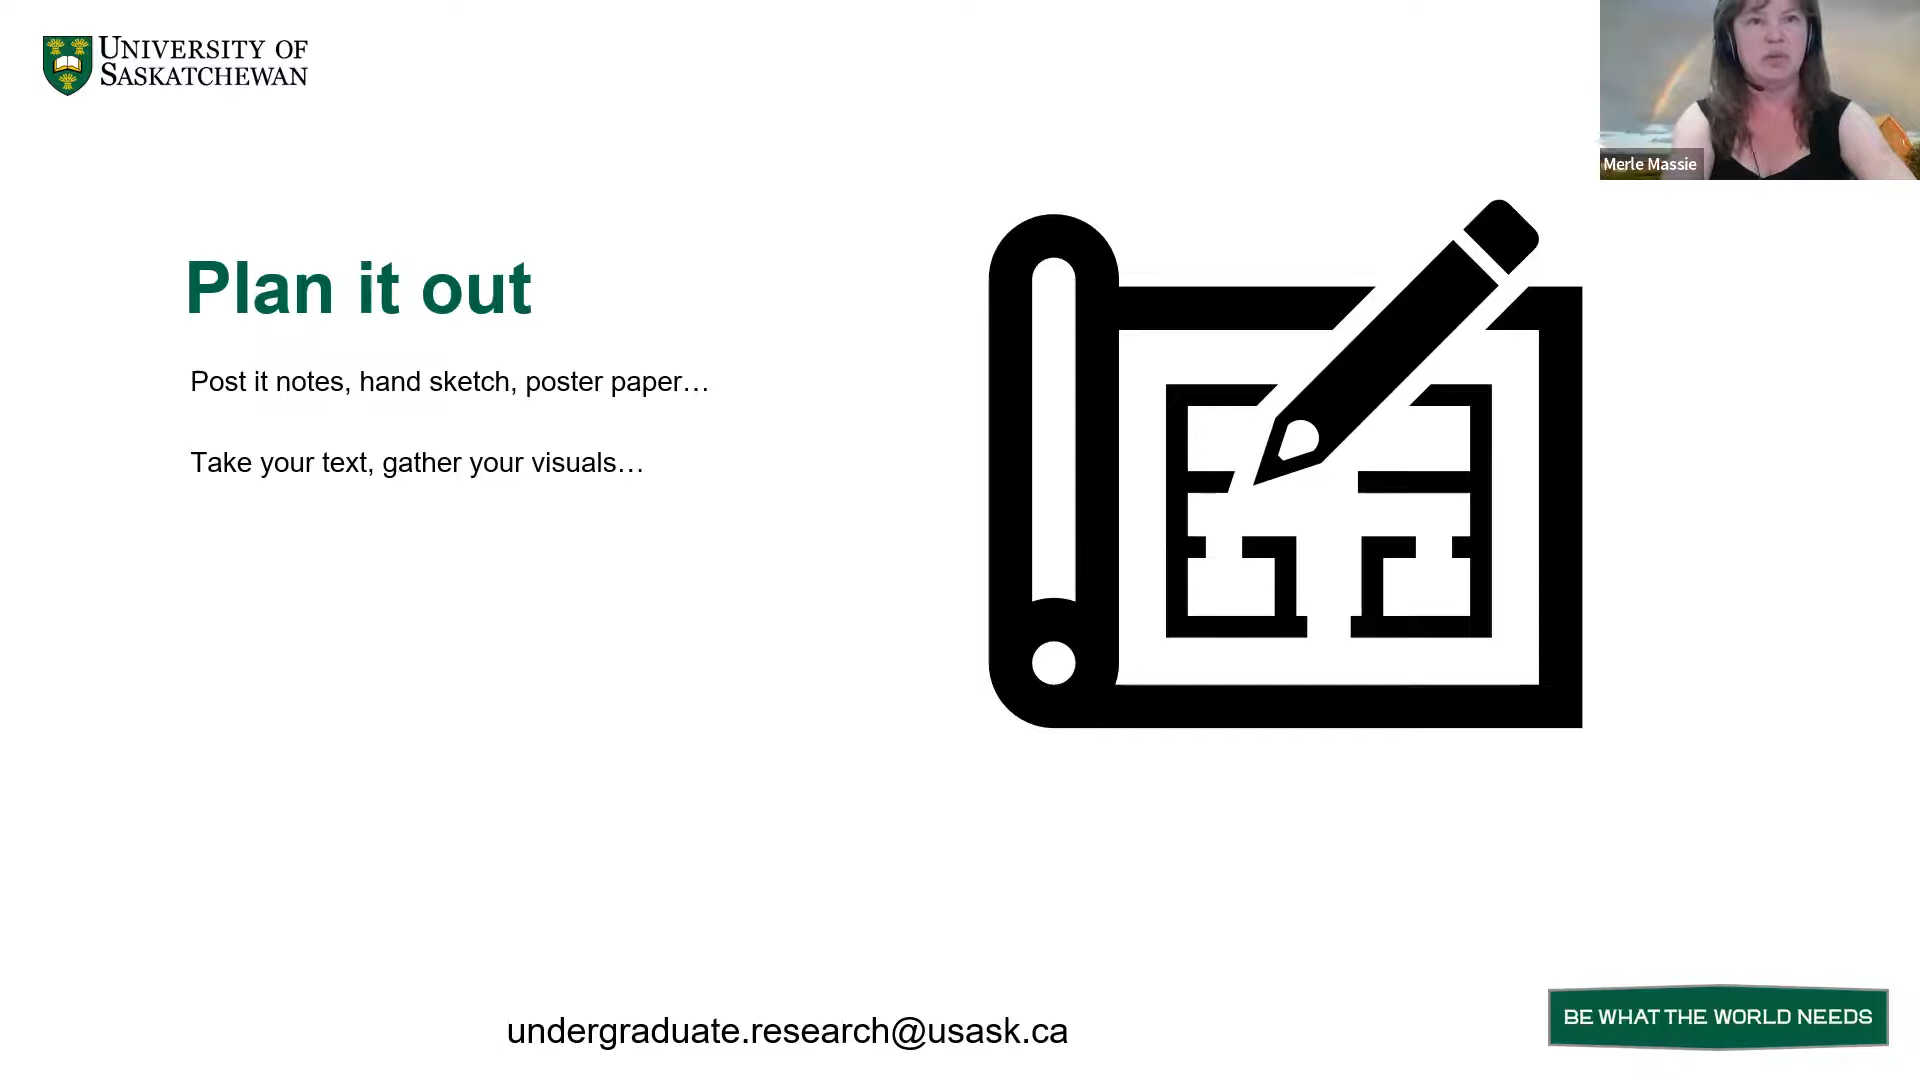 UNIVERSITY OF
SASKATCHEWAN
Merle Massie
Plan it out
Post it notes, hand sketch, poster paper…
Take your text, gather your visuals…
undergraduate.research@usask.ca
BE WHAT THE WORLD NEEDS